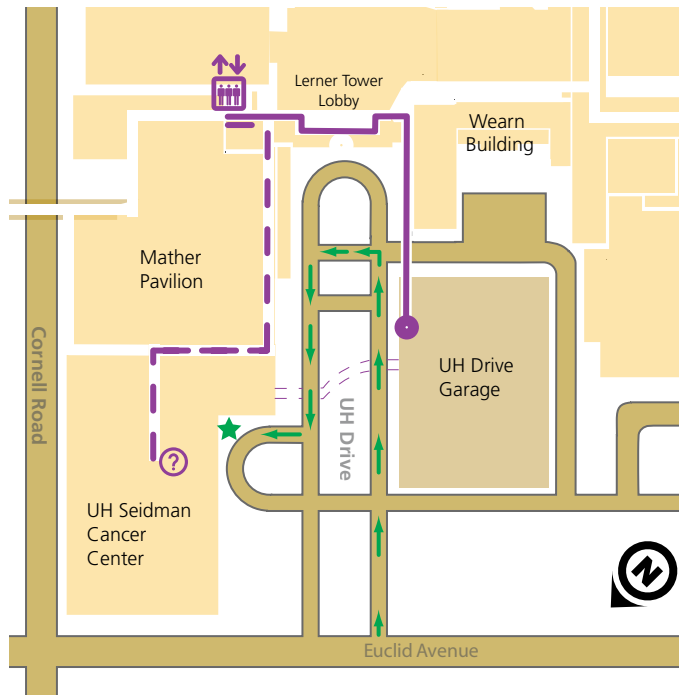 Lerner Tower
Lobby
Wearn
Building
Mather
Pavilion
Cornell Road
UH Drive
Garage
UH Drive
?
UH Seidman
Cancer
Center
N
Euclid Avenue